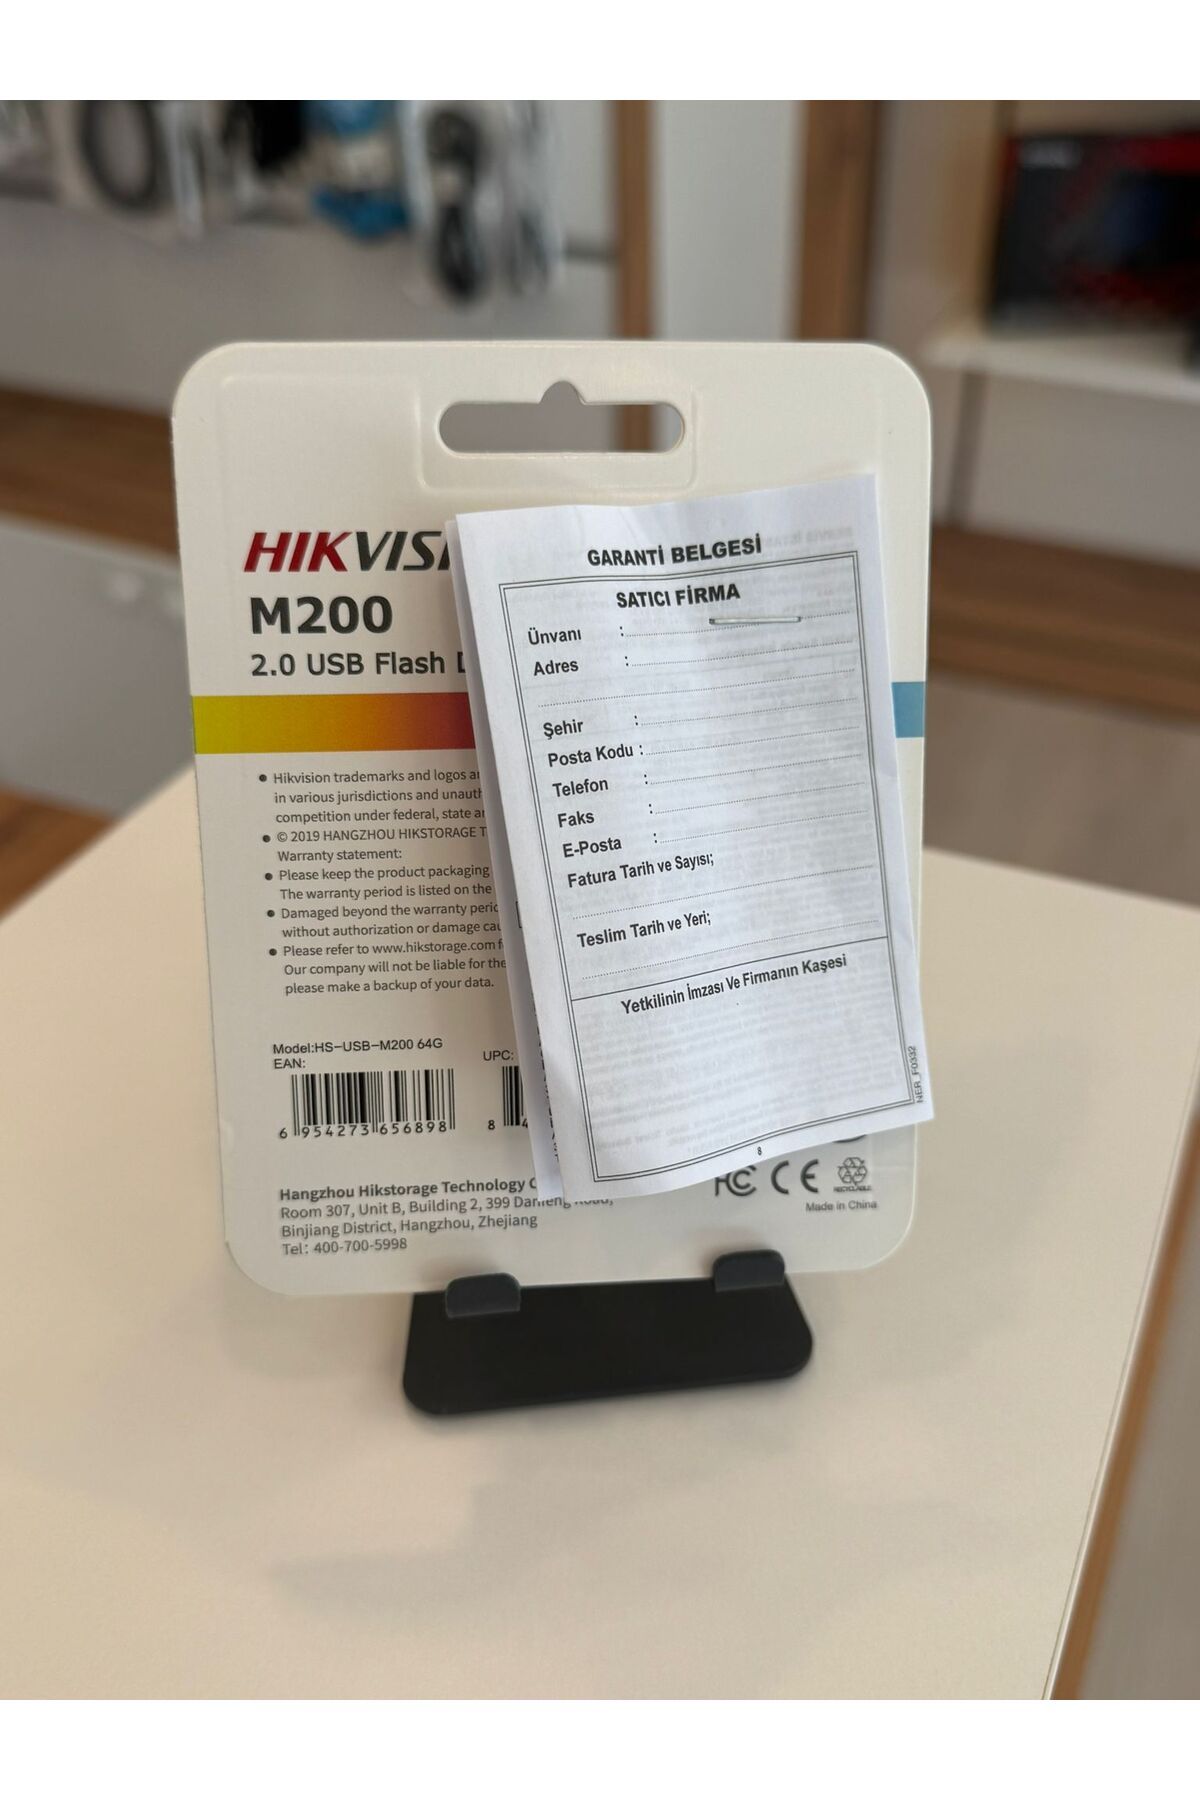 HIKVISI
M200
2.0 USB Flash
Hikvision trademarks and logos
in various jurisdictions and
competition under federal, state
© 2019 HANGZHOU HIKSTORAGE
Warranty statement:
Please keep the product packaging
The warranty period is listed on the
Damaged beyond the warranty
without authorization or damage
Please refer to www.hikstorage.com
Our company will not be liable for the
please make a backup of your data.
Model:HS-USB-M200 64G
EAN:
UPC:
6 954273 656898
8
Hangzhou Hikstorage Technology
Room 307, Unit B, Building 2, 399 Danfeng Road,
Binjiang District, Hangzhou, Zhejiang
Tel: 400-700-5998
FC CE
RECYCLABLE
Made in China
GARANTİ BELGESİ
SATICI FİRMA
Ünvanı :
Adres :
Şehir :
Posta Kodu :
Telefon :
Faks :
E-Posta :
Fatura Tarih ve Sayısı;
Teslim Tarih ve Yeri;
Yetkilinin İmzası Ve Firmanın Kaşesi
NER_F0332
8